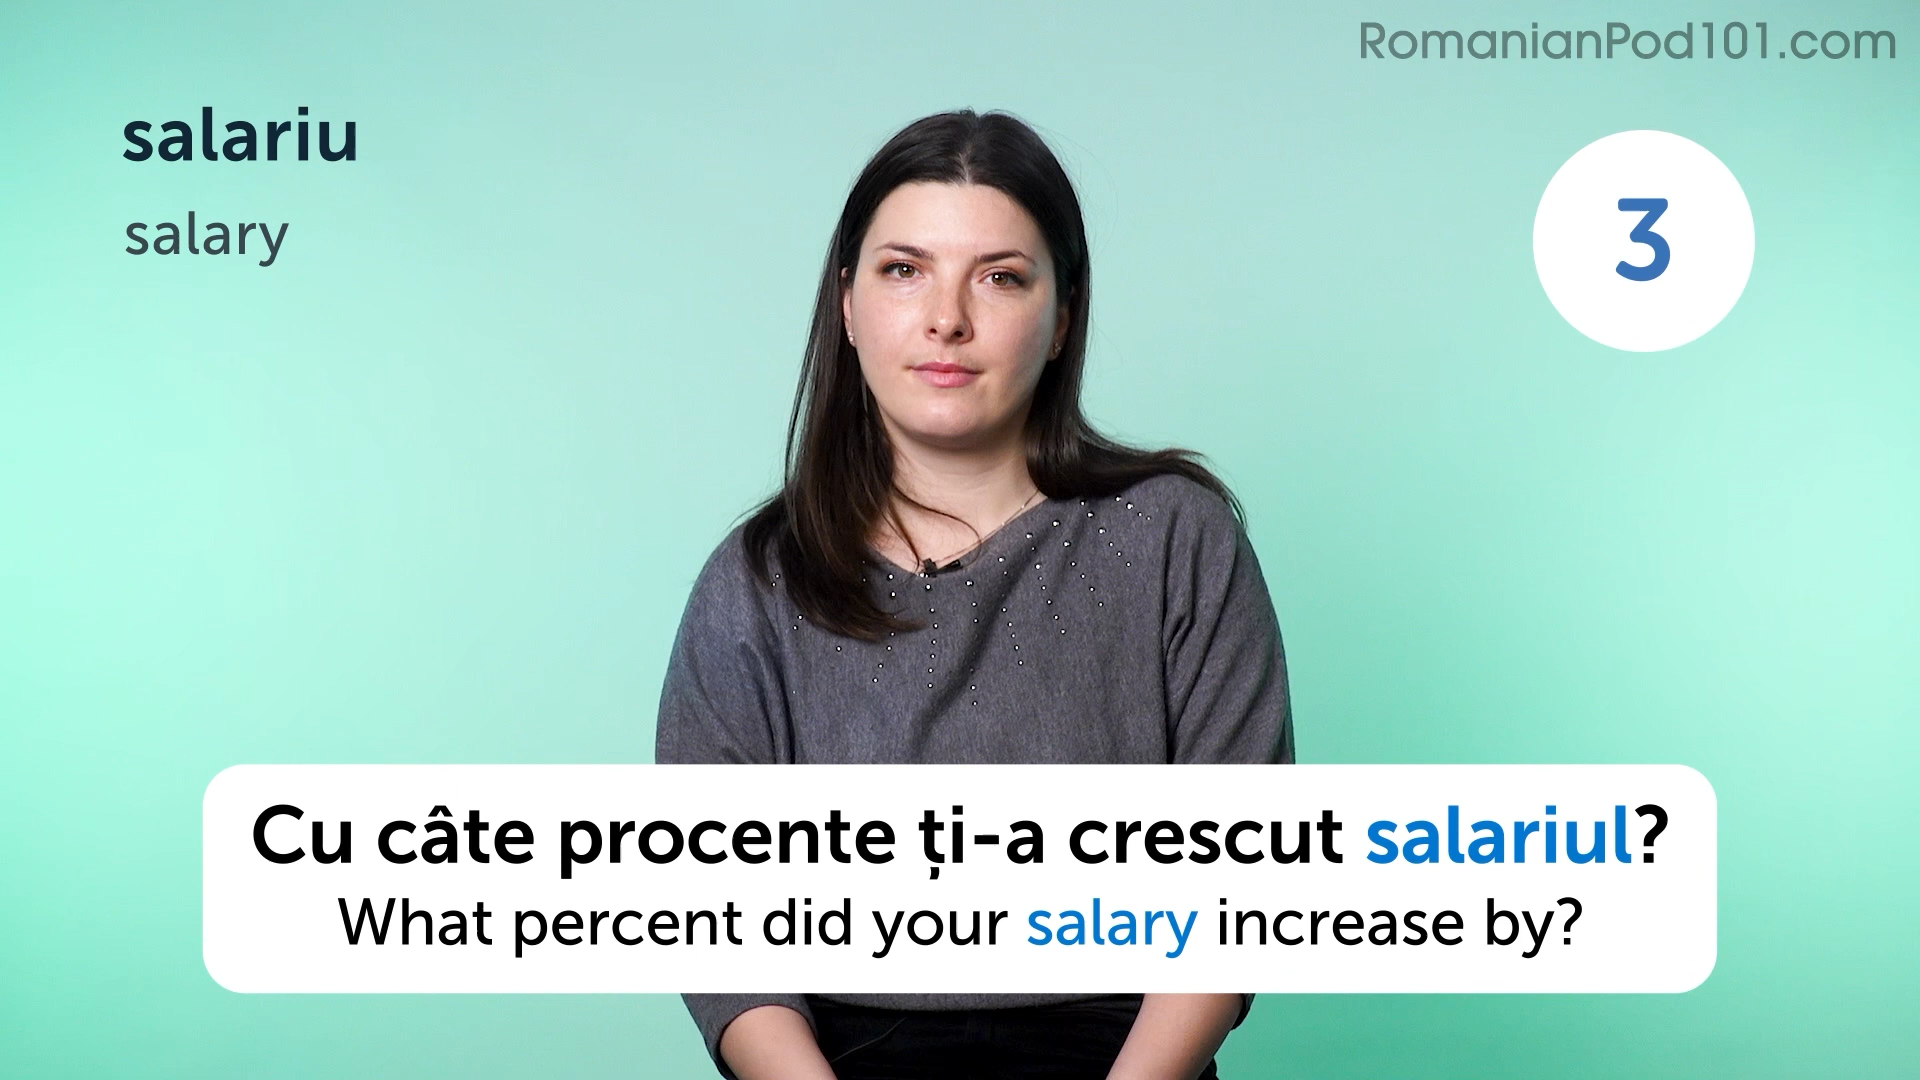 RomanianPod101.com
salariu
salary
3
Cu câte procente ți-a crescut salariul?
What percent did your salary increase by?